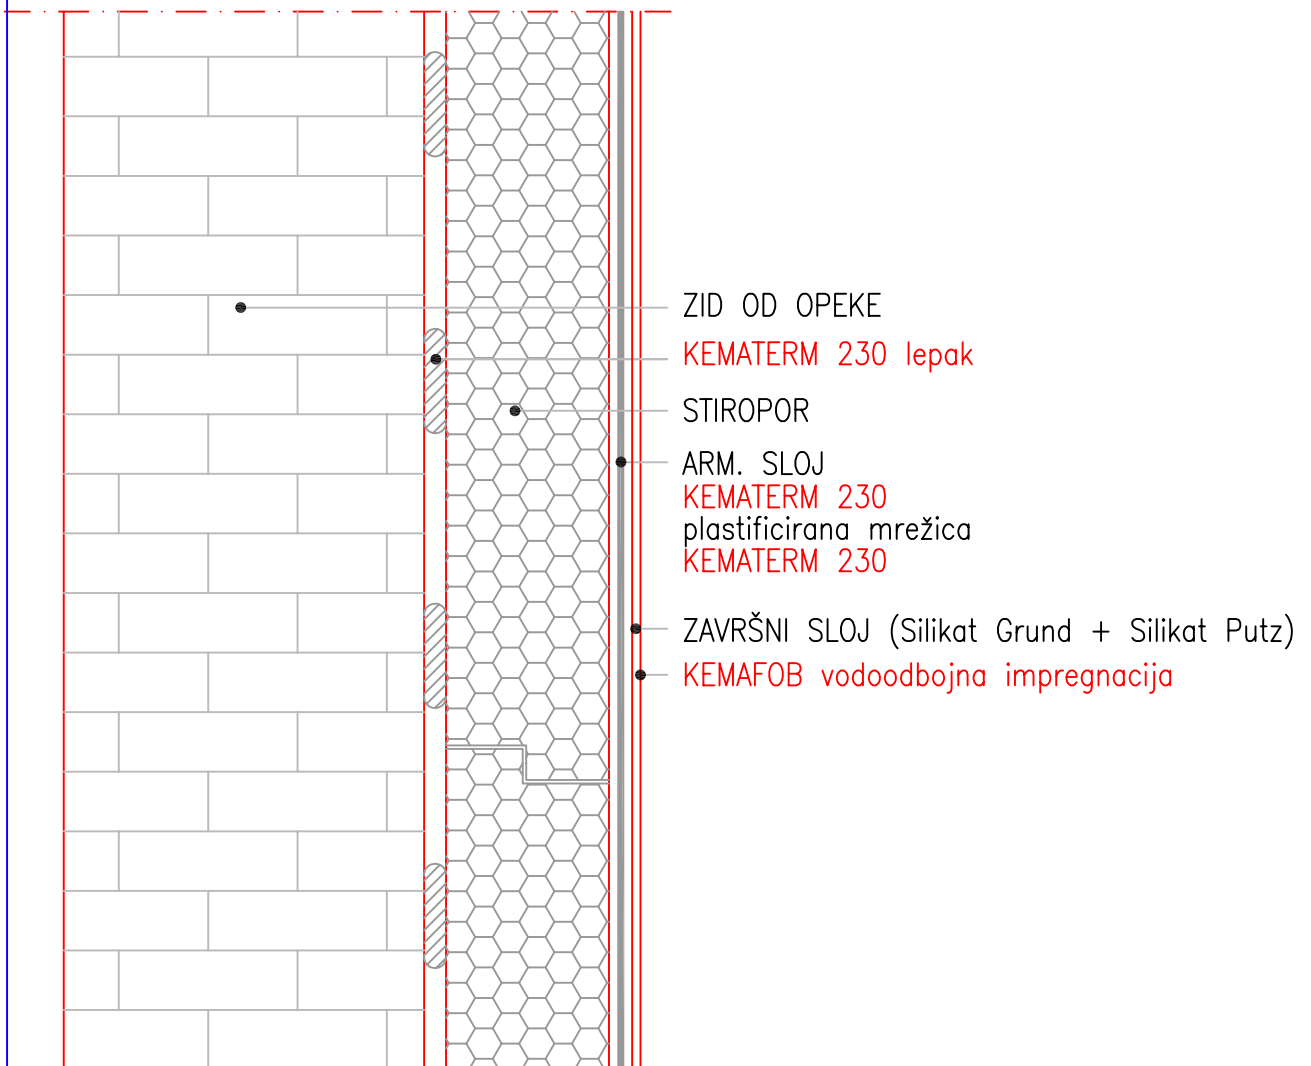 ZID OD OPEKE
KEMATERM 230 lepak
STIROPOR
ARM. SLOJ
KEMATERM 230
plastificirana mrežica
KEMATERM 230
ZAVRŠNI SLOJ (Silikat Grund + Silikat Putz)
KEMAFOB vodoodbojna impregnacija